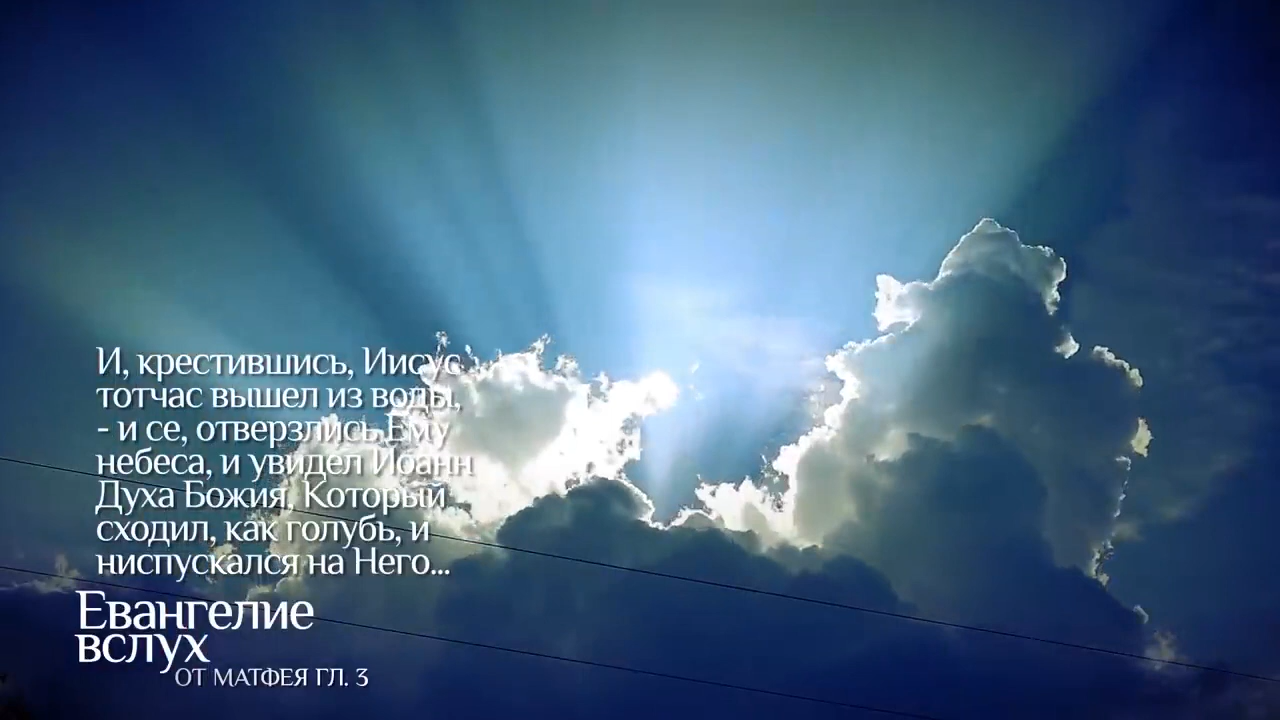 И, крестившись, Иисус
тотчас вышел из воды,
- и се, отверзлись Ему
небеса, и увидел Иоанн
Духа Божия, Который
сходил, как голубь, и
ниспускался на Него...
Евангелие
вслух
ОТ МАТФЕЯ ГЛ. 3